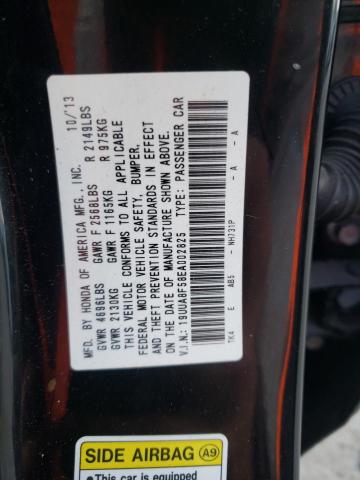 MFD. BY HONDA OF AMERICA MFG., INC. 10/13
GVWR 4696LBS GAWR F 2568LBS R 2149LBS
GVWR 2130KG GAWR F 1165KG R 975KG
THIS VEHICLE CONFORMS TO ALL APPLICABLE
FEDERAL MOTOR VEHICLE SAFETY, BUMPER,
AND THEFT PREVENTION STANDARDS IN EFFECT
ON THE DATE OF MANUFACTURE SHOWN ABOVE.
V.I.N.: 19UUA8F58EA002825 TYPE: PASSENGER CAR
TK4 E AB5 - NH731P - A - A
SIDE AIRBAG A9
●This car is equipped